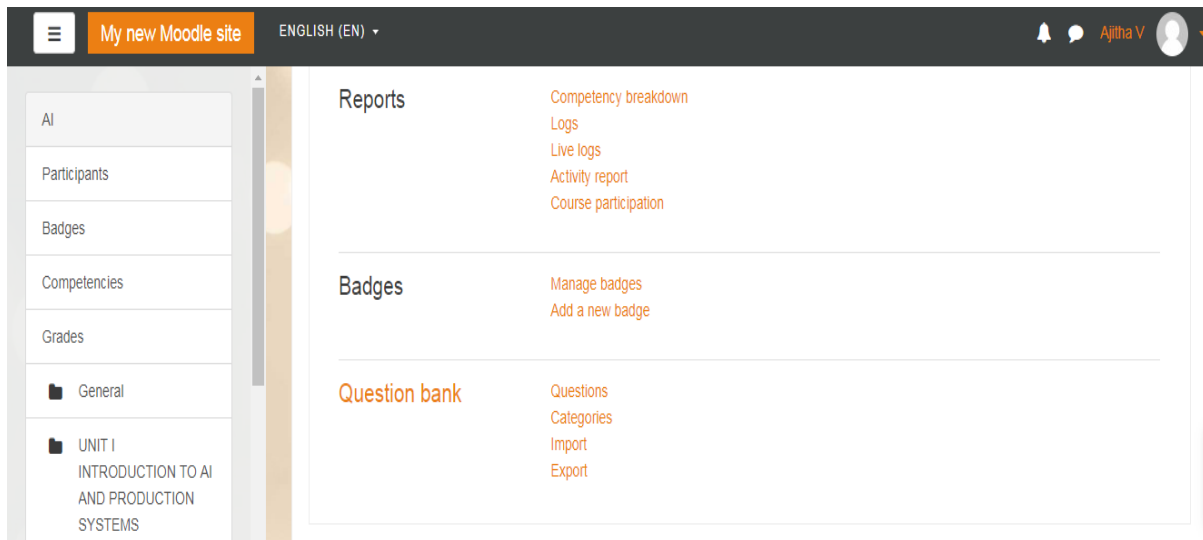 My new Moodle site
ENGLISH (EN)
Ajitha V
AI
Participants
Badges
Competencies
Grades
General
UNIT I
INTRODUCTION TO AI
AND PRODUCTION
SYSTEMS
Reports
Competency breakdown
Logs
Live logs
Activity report
Course participation
Badges
Manage badges
Add a new badge
Question bank
Questions
Categories
Import
Export